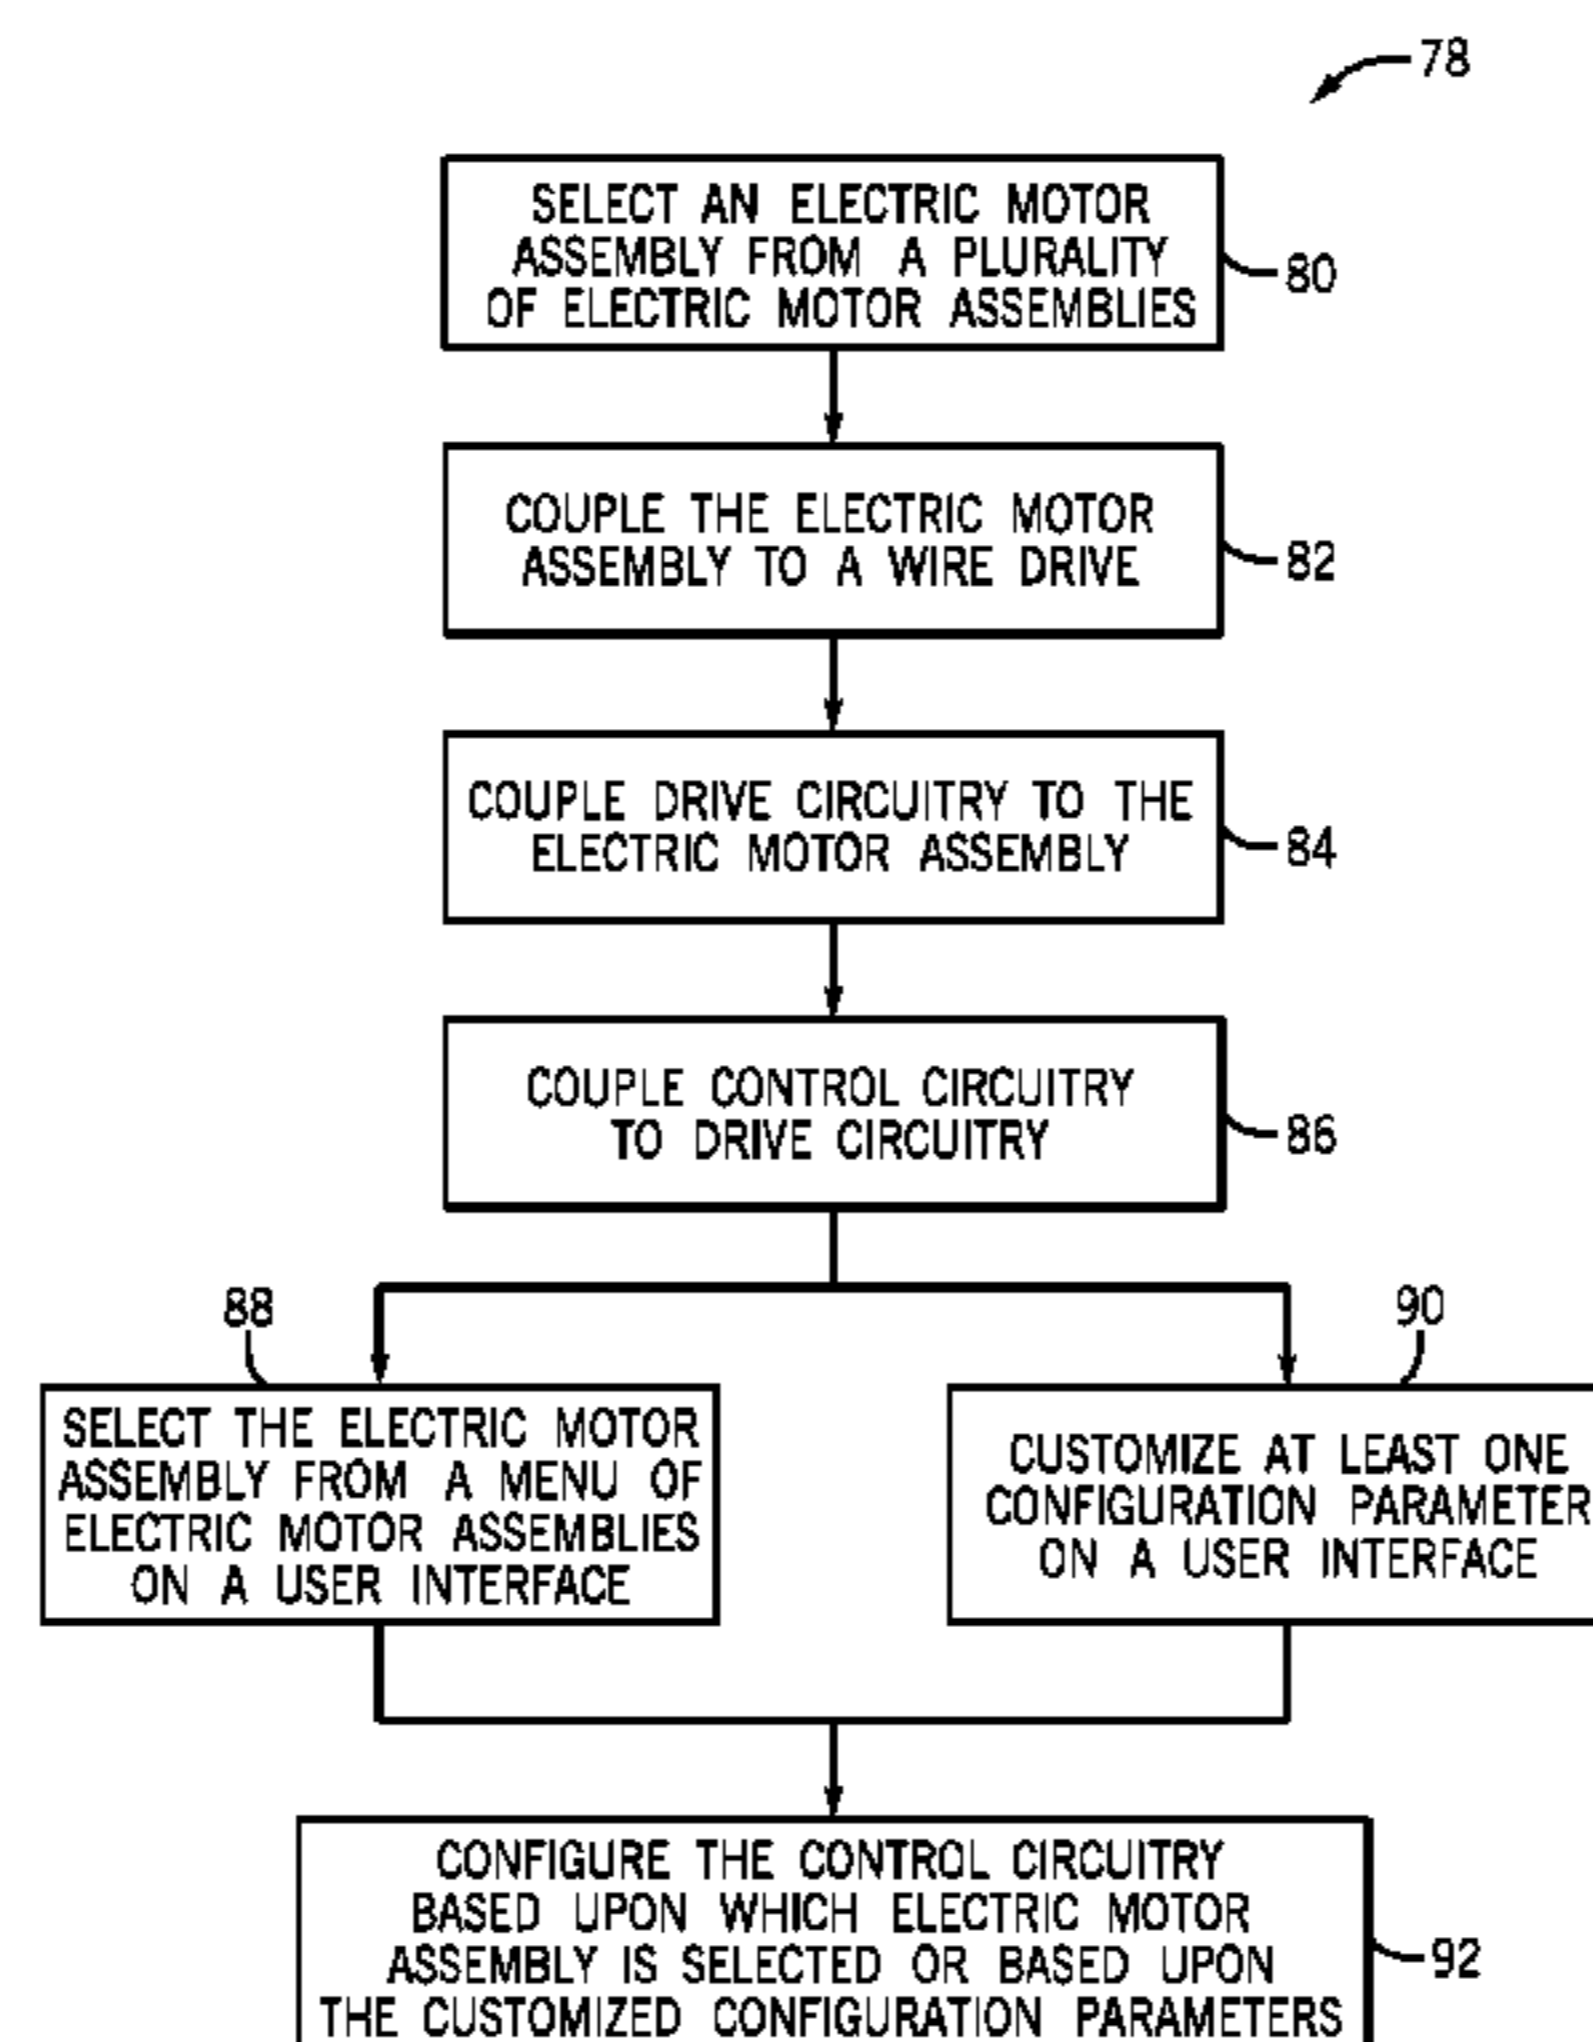 78
SELECT AN ELECTRIC MOTOR
ASSEMBLY FROM A PLURALITY
OF ELECTRIC MOTOR ASSEMBLIES
80
COUPLE THE ELECTRIC MOTOR
ASSEMBLY TO A WIRE DRIVE
82
COUPLE DRIVE CIRCUITRY TO THE
ELECTRIC MOTOR ASSEMBLY
84
COUPLE CONTROL CIRCUITRY
TO DRIVE CIRCUITRY
86
88
SELECT THE ELECTRIC MOTOR
ASSEMBLY FROM A MENU OF
ELECTRIC MOTOR ASSEMBLIES
ON A USER INTERFACE
90
CUSTOMIZE AT LEAST ONE
CONFIGURATION PARAMETER
ON A USER INTERFACE
CONFIGURE THE CONTROL CIRCUITRY
BASED UPON WHICH ELECTRIC MOTOR
ASSEMBLY IS SELECTED OR BASED UPON
THE CUSTOMIZED CONFIGURATION PARAMETERS
92